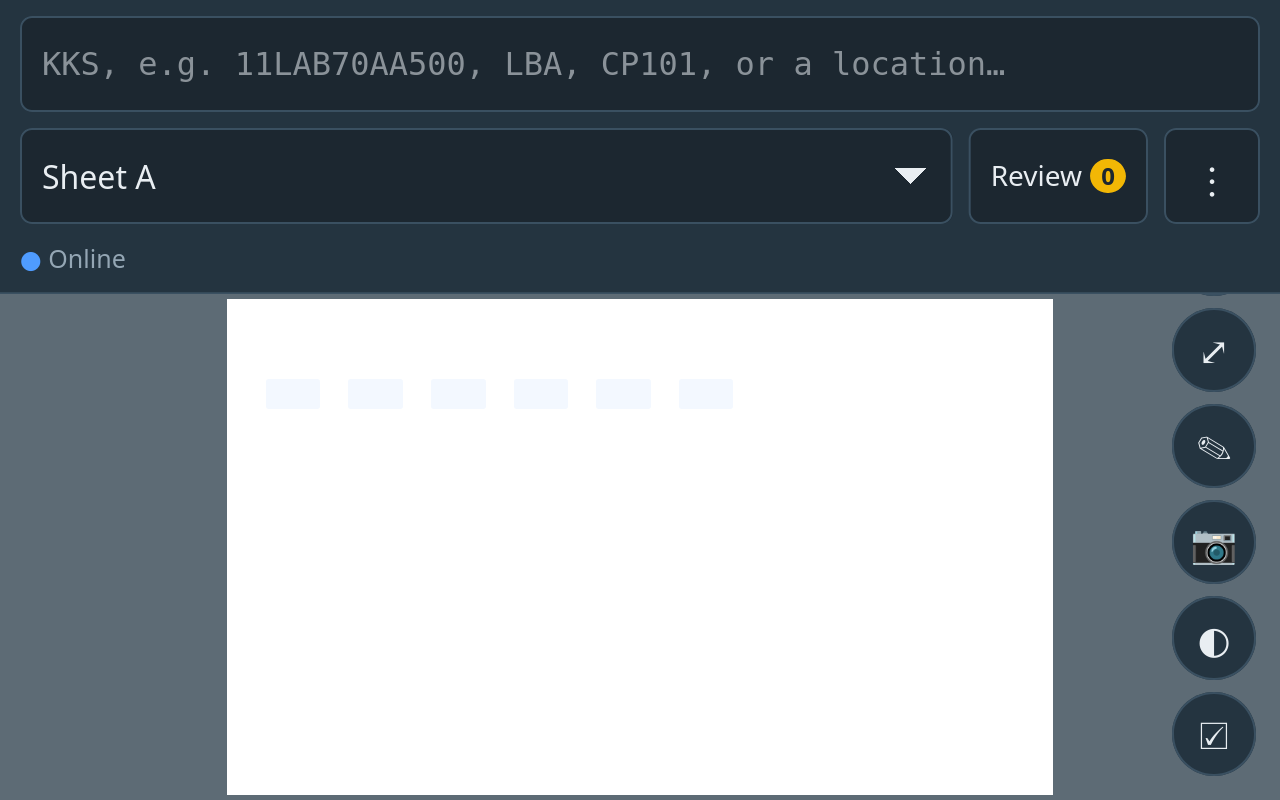 KKS, e.g. 11LAB70AA500, LBA, CP101, or a location…
Sheet A
Review 0
Online